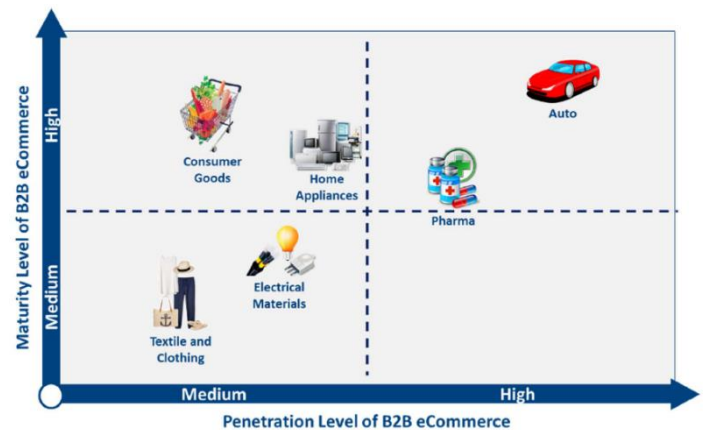 Maturity Level of B2B eCommerce
High
Medium
Auto
Consumer
Goods
Home
Appliances
Pharma
Electrical
Materials
Textile and
Clothing
Medium
High
Penetration Level of B2B eCommerce